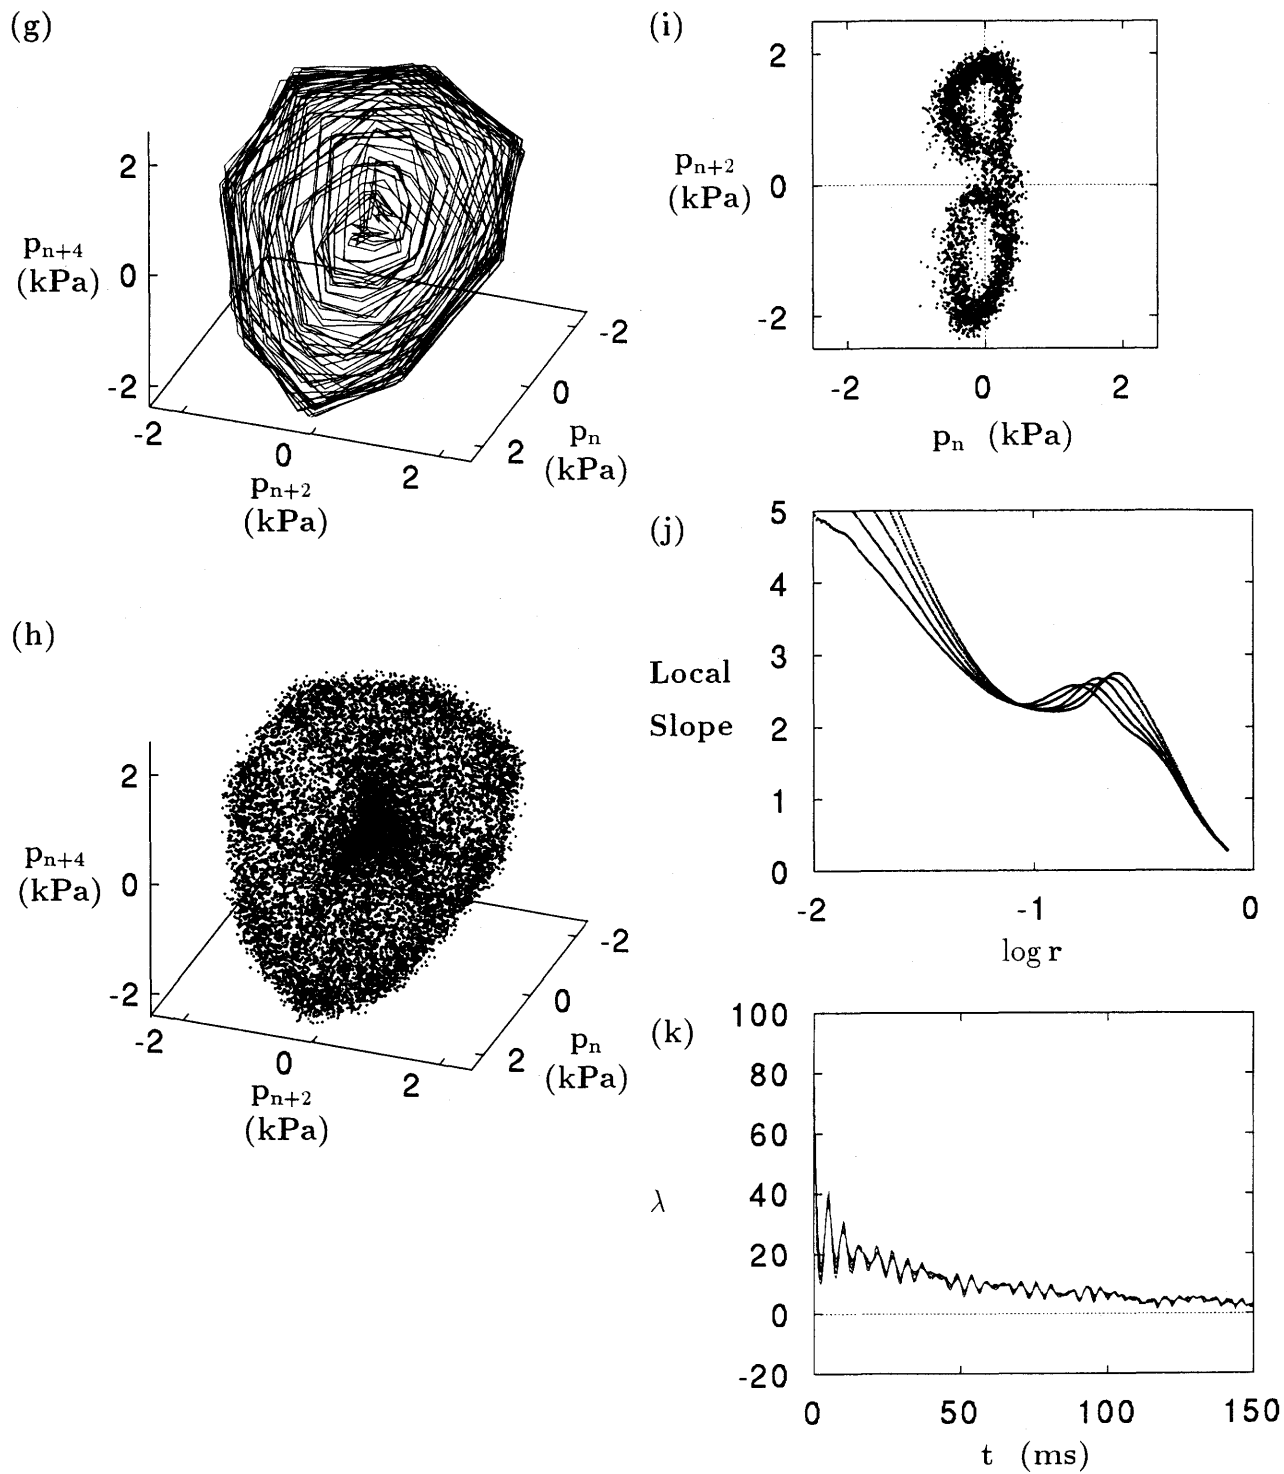 (g)
2
p_{n+4}
(kPa)
0
-2
-2
0
2
p_{n+2}
(kPa)
-2
0
2
p_n
(kPa)
(h)
2
p_{n+4}
(kPa)
0
-2
-2
0
2
p_{n+2}
(kPa)
-2
0
2
p_n
(kPa)
(i)
2
p_{n+2}
(kPa)
0
-2
-2 0 2
p_n (kPa)
(j)
5
4
3
Local
Slope
2
1
0
-2 -1 0
log r
(k)
100
80
60
λ
40
20
0
-20
0 50 100 150
t (ms)